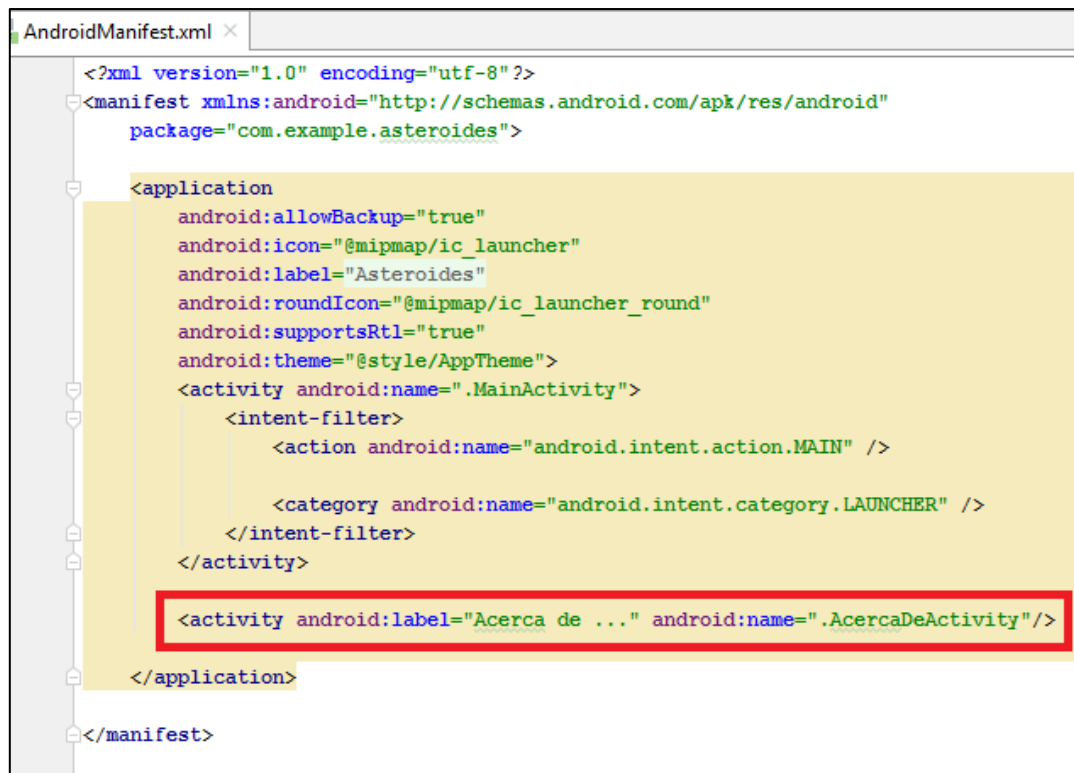 AndroidManifest.xml
<?xml version="1.0" encoding="utf-8"?>
<manifest xmlns:android="http://schemas.android.com/apk/res/android"
    package="com.example.asteroides">
    <application
        android:allowBackup="true"
        android:icon="@mipmap/ic_launcher"
        android:label="Asteroides"
        android:roundIcon="@mipmap/ic_launcher_round"
        android:supportsRtl="true"
        android:theme="@style/AppTheme">
        <activity android:name=".MainActivity">
            <intent-filter>
                <action android:name="android.intent.action.MAIN" />
                <category android:name="android.intent.category.LAUNCHER" />
            </intent-filter>
        </activity>
        <activity android:label="Acerca de ..." android:name=".AcercaDeActivity"/>
    </application>
</manifest>